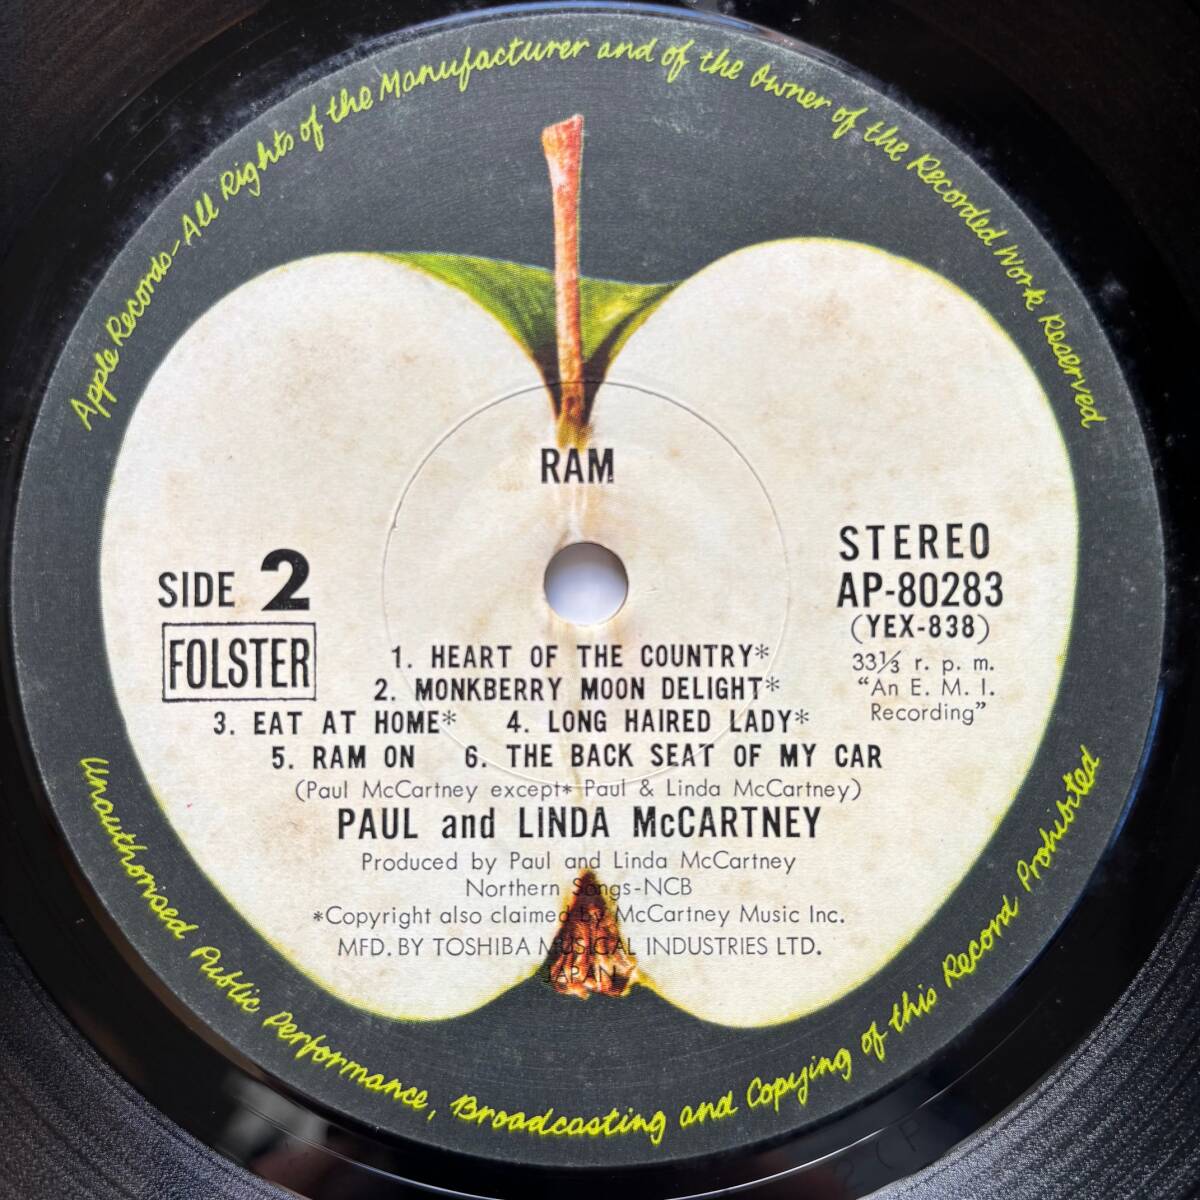 Apple Records–All Rights of the Manufacturer and of the Owner of the Recorded Work Reserved
RAM
STEREO
AP-80283
(YEX-838)
33⅓ r. p. m.
“An E. M. I.
Recording”
SIDE 2
FOLSTER
1. HEART OF THE COUNTRY*
2. MONKBERRY MOON DELIGHT*
3. EAT AT HOME* 4. LONG HAIRED LADY*
5. RAM ON 6. THE BACK SEAT OF MY CAR
(Paul McCartney except* Paul & Linda McCartney)
PAUL and LINDA McCARTNEY
Produced by Paul and Linda McCartney
Northern Songs-NCB
*Copyright also claimed by McCartney Music Inc.
MFD. BY TOSHIBA MUSICAL INDUSTRIES LTD.
JAPAN
Unauthorised Public Performance, Broadcasting and Copying of this Record Prohibited